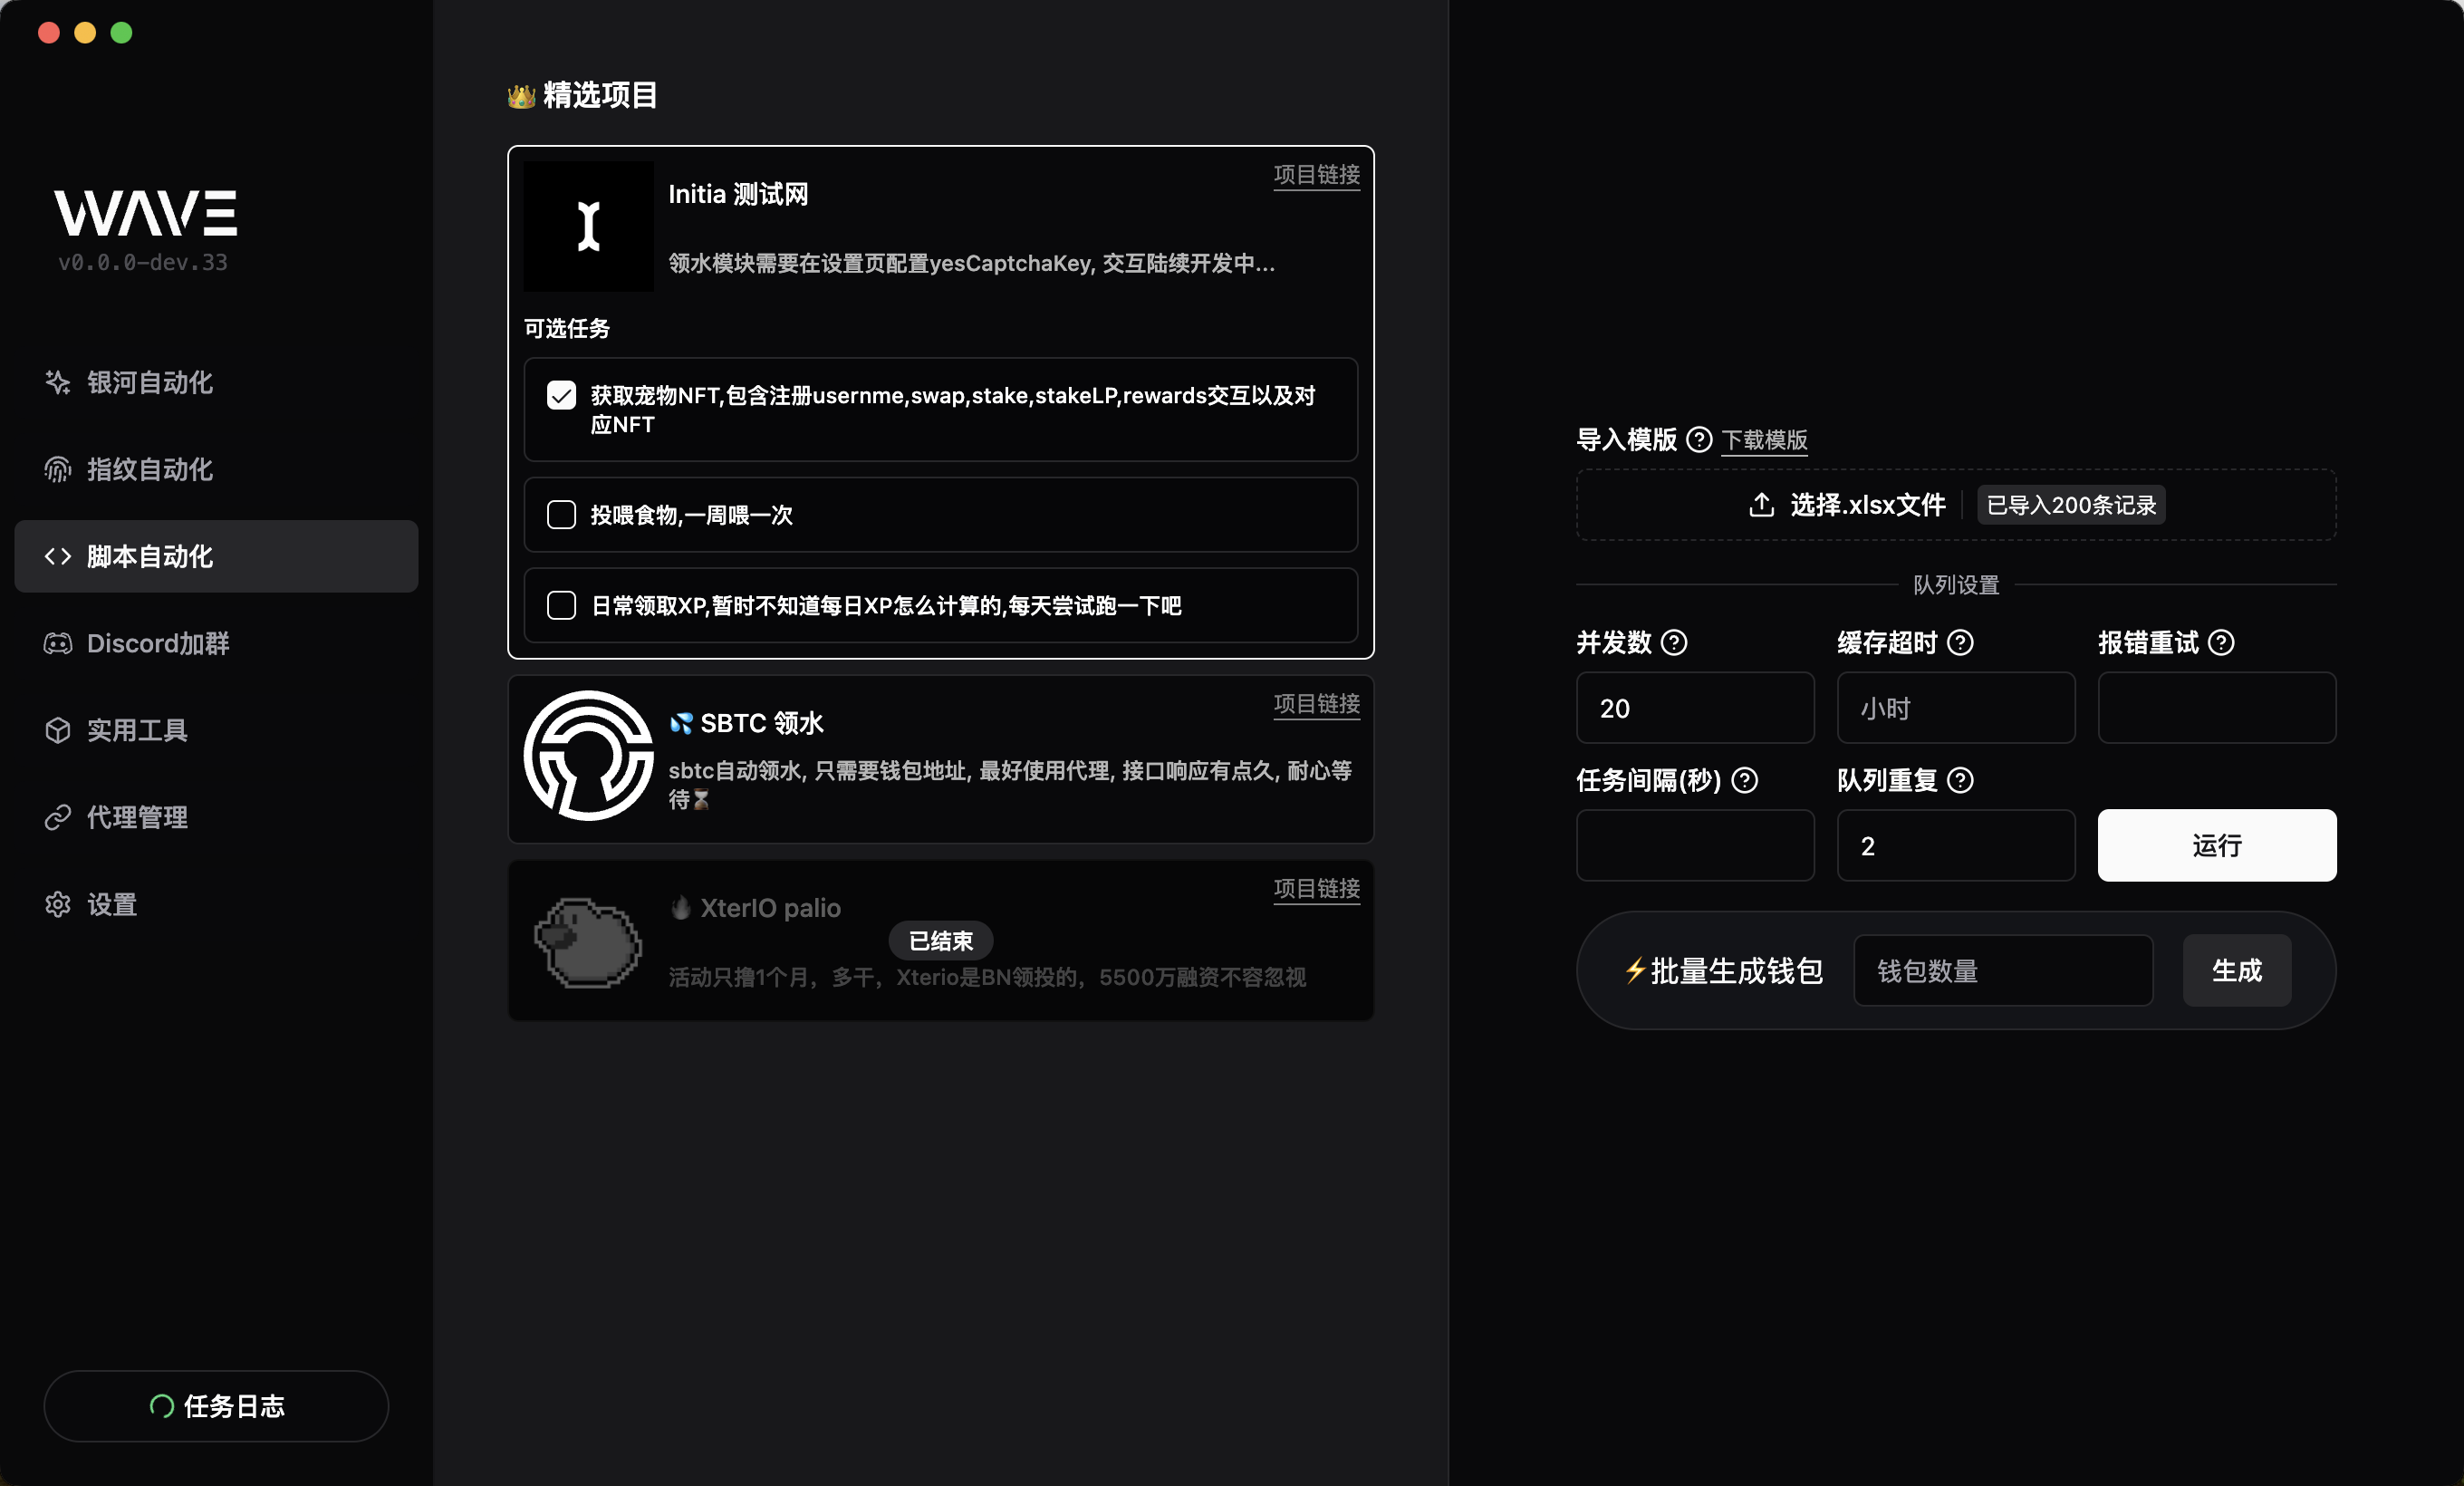 WAVE
v0.0.0-dev.33
银河自动化
指纹自动化
脚本自动化
Discord加群
实用工具
代理管理
设置
任务日志
👑 精选项目
Initia 测试网
项目链接
领水模块需要在设置页配置yesCaptchaKey, 交互陆续开发中...
可选任务
获取宠物NFT,包含注册usernme,swap,stake,stakeLP,rewards交互以及对
应NFT
投喂食物,一周喂一次
日常领取XP,暂时不知道每日XP怎么计算的,每天尝试跑一下吧
💦 SBTC 领水
项目链接
sbtc自动领水, 只需要钱包地址, 最好使用代理, 接口响应有点久, 耐心等
待⏳
🔥 XterIO palio
项目链接
已结束
活动只撸1个月，多干，Xterio是BN领投的，5500万融资不容忽视
导入模版 下载模版
选择.xlsx文件 已导入200条记录
队列设置
并发数 缓存超时 报错重试
20 小时
任务间隔(秒) 队列重复
2 运行
⚡批量生成钱包 钱包数量 生成